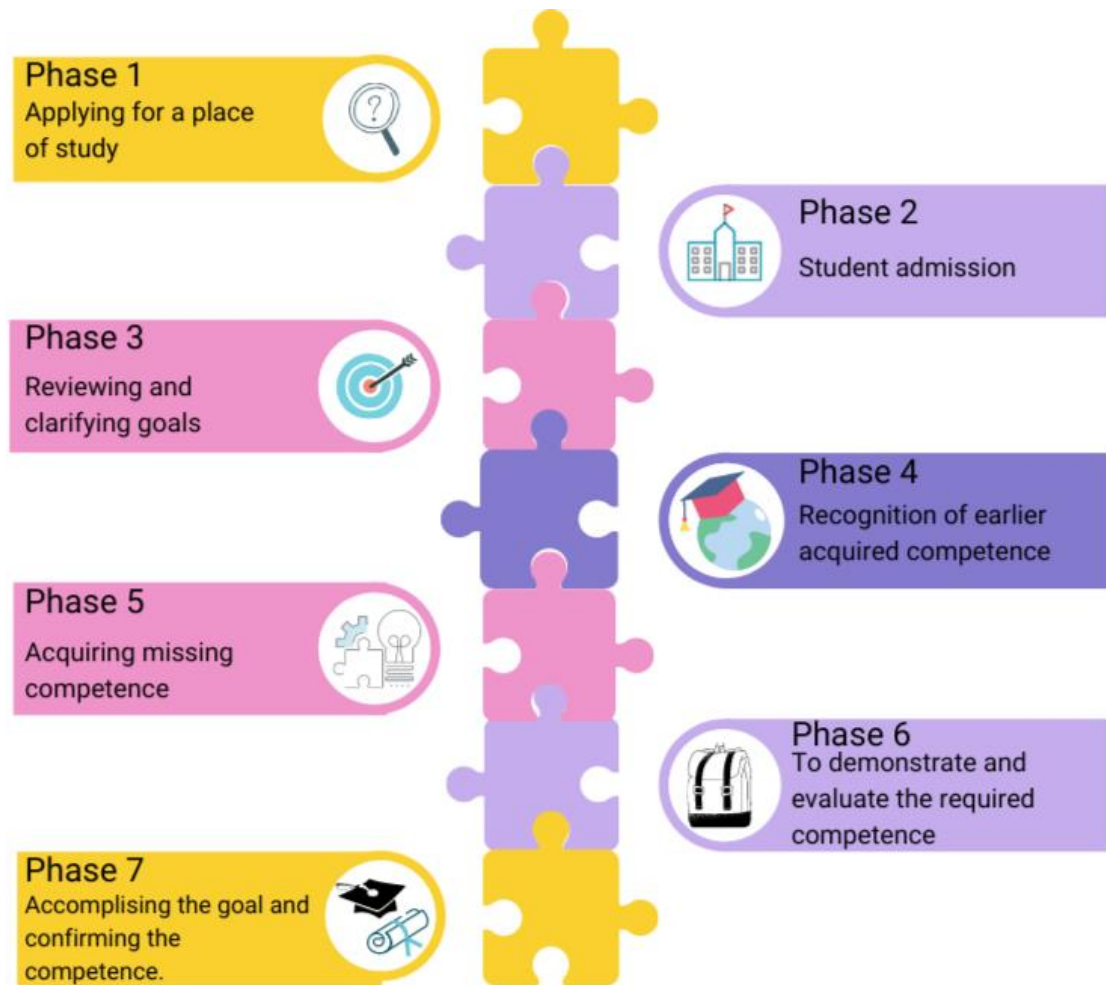 Phase 1
Applying for a place
of study
?
Phase 2
Student admission
Phase 3
Reviewing and
clarifying goals
Phase 4
Recognition of earlier
acquired competence
Phase 5
Acquiring missing
competence
Phase 6
To demonstrate and
evaluate the required
competence
Phase 7
Accomplising the goal and
confirming the
competence.